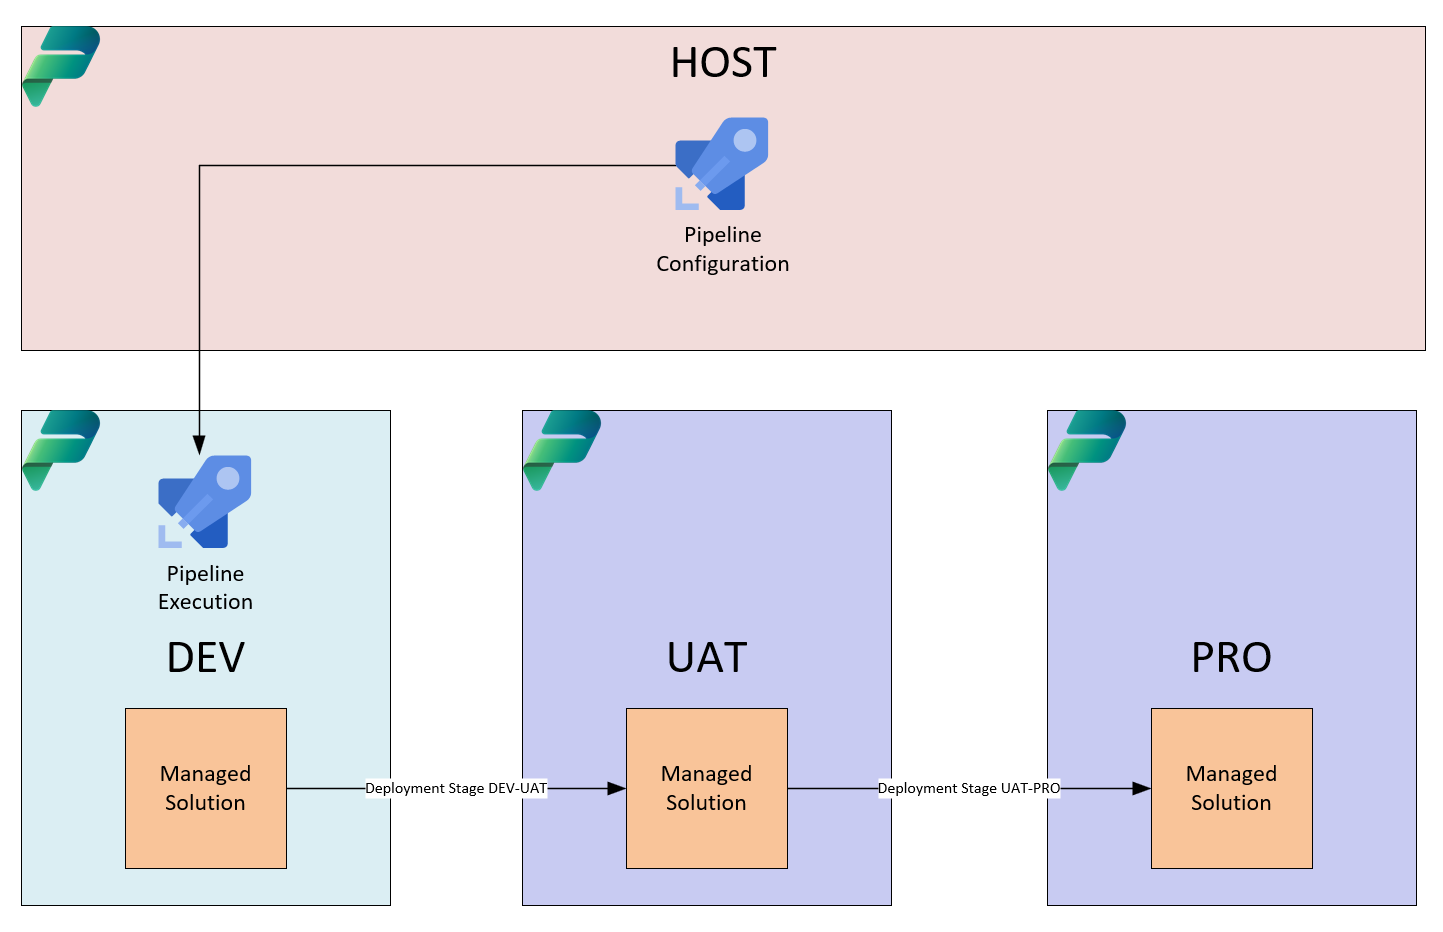 HOST
Pipeline
Configuration
Pipeline
Execution
DEV
UAT
PRO
Managed
Solution
Deployment Stage DEV-UAT
Managed
Solution
Deployment Stage UAT-PRO
Managed
Solution